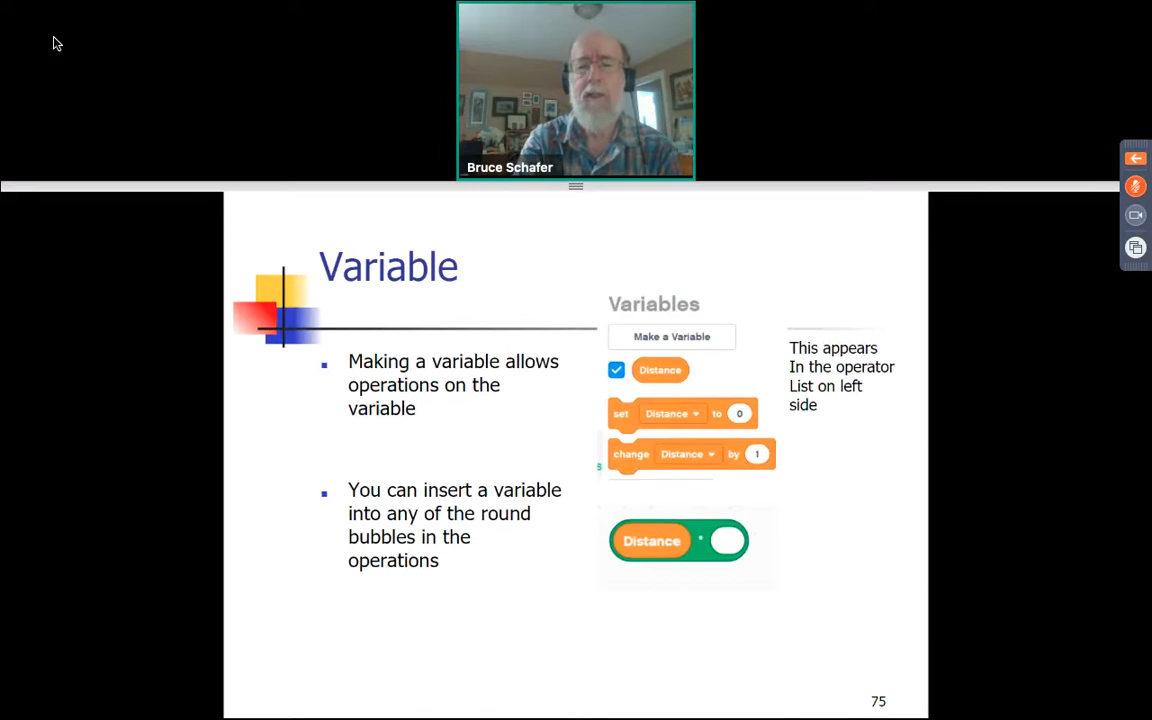 Bruce Schafer
Variable
Making a variable allows
operations on the
variable
You can insert a variable
into any of the round
bubbles in the
operations
Variables
Make a Variable
Distance
set Distance to 0
change Distance by 1
Distance *
This appears
In the operator
List on left
side
75